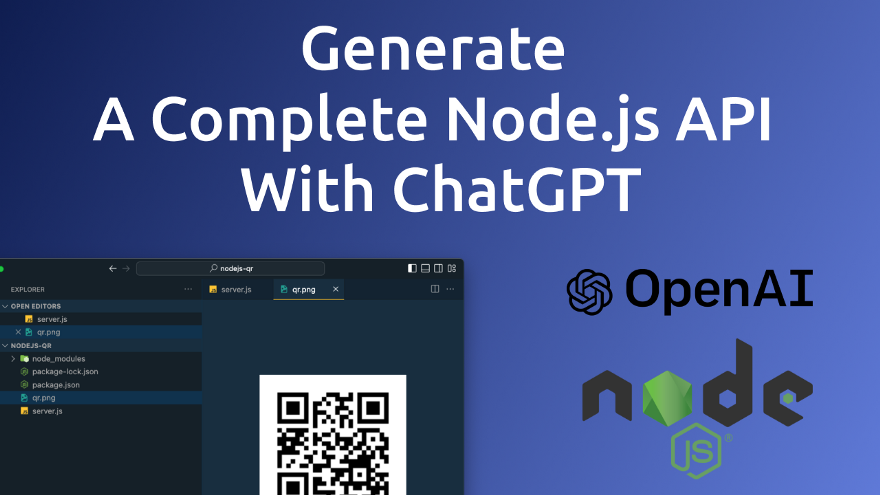 Generate
A Complete Node.js API
With ChatGPT
nodejs-qr
EXPLORER
server.js
qr.png
OPEN EDITORS
server.js
qr.png
NODEJS-QR
node_modules
package-lock.json
package.json
qr.png
server.js
OpenAI
node
JS